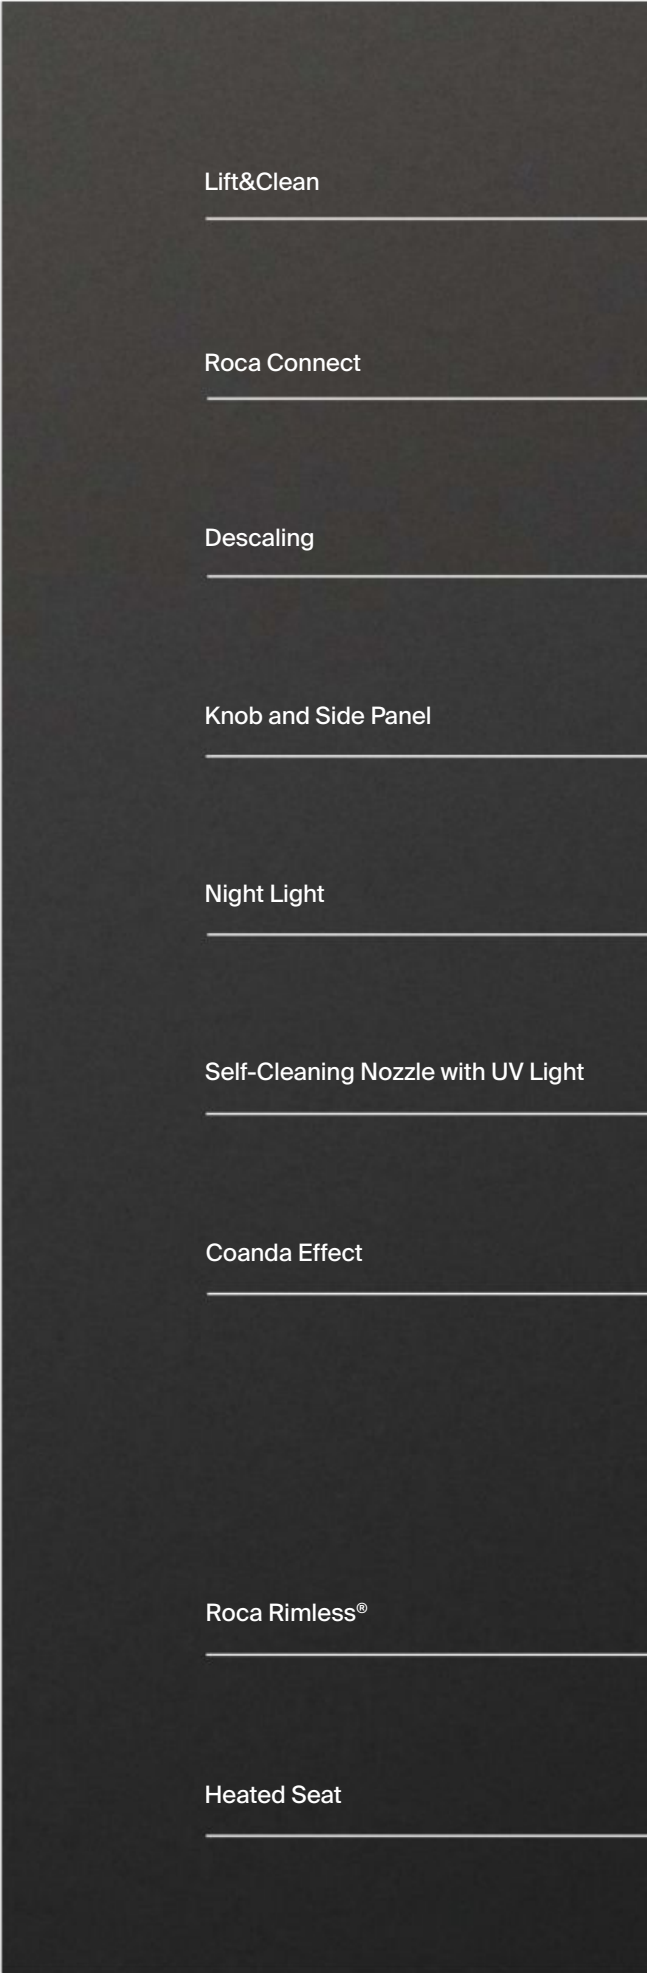 Lift&Clean
Roca Connect
Descaling
Knob and Side Panel
Night Light
Self-Cleaning Nozzle with UV Light
Coanda Effect
Roca Rimless®
Heated Seat